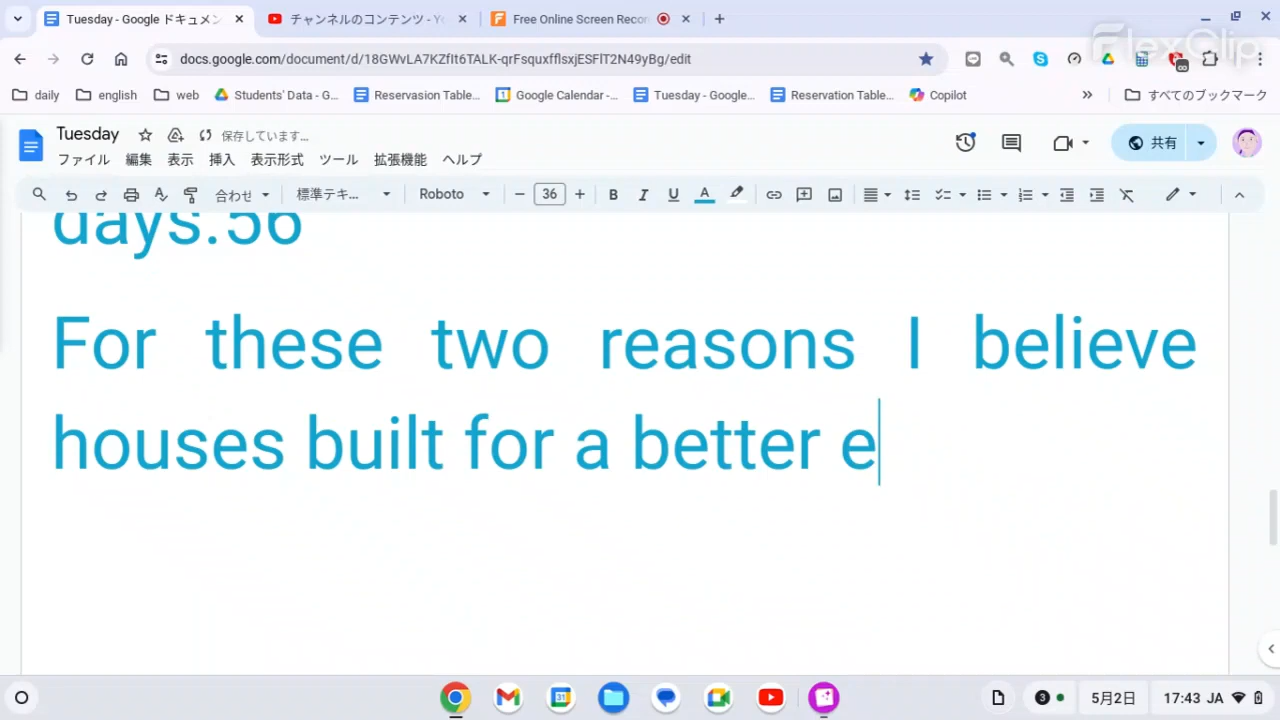 Tuesday - Google ドキュメン
チャンネルのコンテンツ - Yo
Free Online Screen Recor
docs.google.com/document/d/18GWvLA7KZfIt6TALK-qrFsquxfflsxjESFlT2N49yBg/edit
FlexClip
daily english web Students' Data - G... Reservasion Table... Google Calendar -... Tuesday - Google... Reservation Table... Copilot » すべてのブックマーク
Tuesday 保存しています…
ファイル 編集 表示 挿入 表示形式 ツール 拡張機能 ヘルプ
共有
合わせ 標準テキ... Roboto − 36 + B I U A
days.56
For these two reasons I believe
houses built for a better e
3 5月2日 17:43 JA